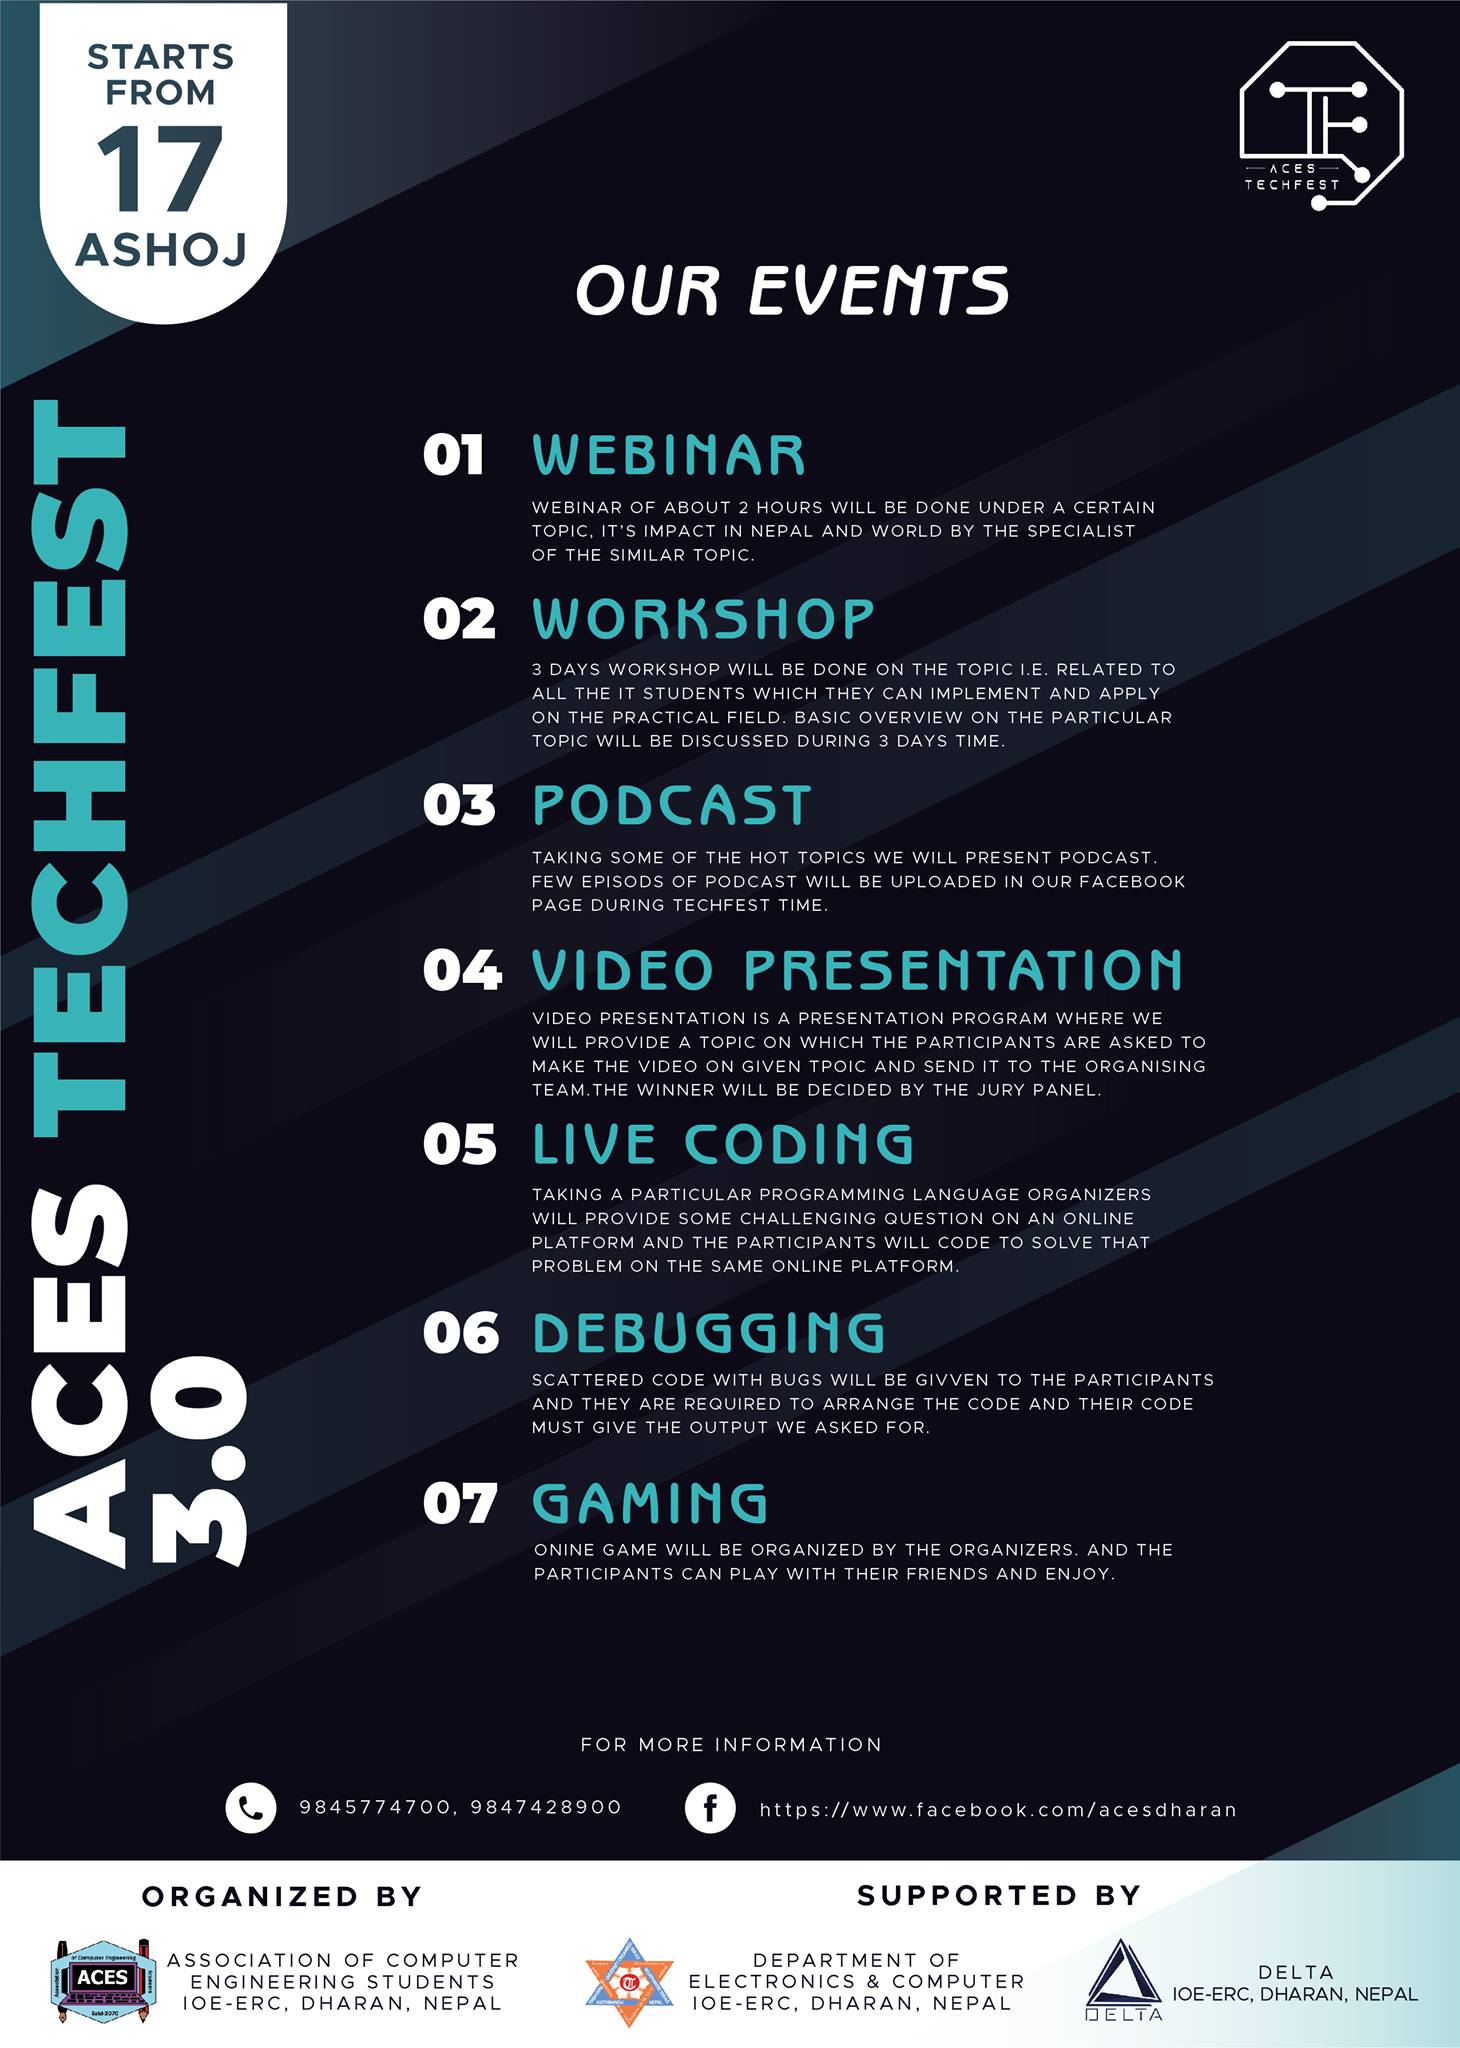 STARTS
FROM
17
ASHOJ
ACES
TECHFEST
OUR EVENTS
ACES TECHFEST
3.0
01 WEBINAR
WEBINAR OF ABOUT 2 HOURS WILL BE DONE UNDER A CERTAIN
TOPIC, IT'S IMPACT IN NEPAL AND WORLD BY THE SPECIALIST
OF THE SIMILAR TOPIC.
02 WORKSHOP
3 DAYS WORKSHOP WILL BE DONE ON THE TOPIC I.E. RELATED TO
ALL THE IT STUDENTS WHICH THEY CAN IMPLEMENT AND APPLY
ON THE PRACTICAL FIELD. BASIC OVERVIEW ON THE PARTICULAR
TOPIC WILL BE DISCUSSED DURING 3 DAYS TIME.
03 PODCAST
TAKING SOME OF THE HOT TOPICS WE WILL PRESENT PODCAST.
FEW EPISODS OF PODCAST WILL BE UPLOADED IN OUR FACEBOOK
PAGE DURING TECHFEST TIME.
04 VIDEO PRESENTATION
VIDEO PRESENTATION IS A PRESENTATION PROGRAM WHERE WE
WILL PROVIDE A TOPIC ON WHICH THE PARTICIPANTS ARE ASKED TO
MAKE THE VIDEO ON GIVEN TPOIC AND SEND IT TO THE ORGANISING
TEAM.THE WINNER WILL BE DECIDED BY THE JURY PANEL.
05 LIVE CODING
TAKING A PARTICULAR PROGRAMMING LANGUAGE ORGANIZERS
WILL PROVIDE SOME CHALLENGING QUESTION ON AN ONLINE
PLATFORM AND THE PARTICIPANTS WILL CODE TO SOLVE THAT
PROBLEM ON THE SAME ONLINE PLATFORM.
06 DEBUGGING
SCATTERED CODE WITH BUGS WILL BE GIVVEN TO THE PARTICIPANTS
AND THEY ARE REQUIRED TO ARRANGE THE CODE AND THEIR CODE
MUST GIVE THE OUTPUT WE ASKED FOR.
07 GAMING
ONINE GAME WILL BE ORGANIZED BY THE ORGANIZERS. AND THE
PARTICIPANTS CAN PLAY WITH THEIR FRIENDS AND ENJOY.
FOR MORE INFORMATION
9845774700, 9847428900
https://www.facebook.com/acesdharan
ORGANIZED BY
ACES
ASSOCIATION OF COMPUTER
ENGINEERING STUDENTS
IOE-ERC, DHARAN, NEPAL
SUPPORTED BY
DEPARTMENT OF
ELECTRONICS & COMPUTER
IOE-ERC, DHARAN, NEPAL
DELTA
DELTA
IOE-ERC, DHARAN, NEPAL